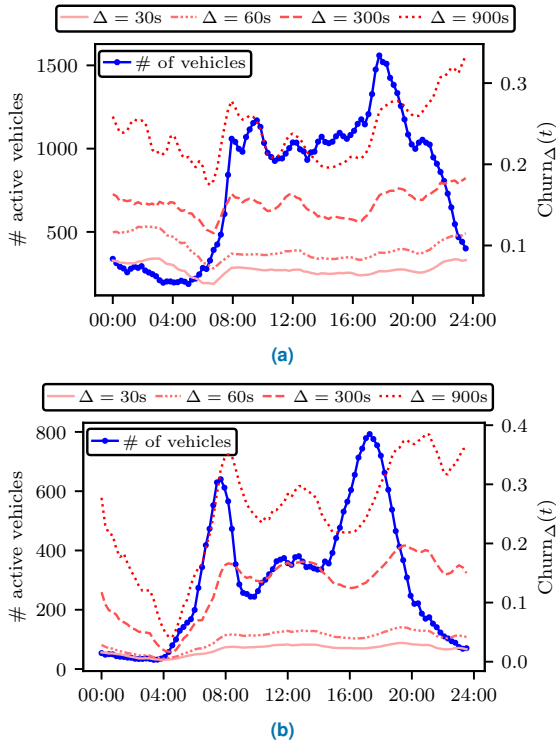 Δ = 30s Δ = 60s Δ = 300s Δ = 900s
# of vehicles
# active vehicles
1500
1000
500
0.3
0.2
0.1
Churn_Δ(t)
00:00 04:00 08:00 12:00 16:00 20:00 24:00
(a)
Δ = 30s Δ = 60s Δ = 300s Δ = 900s
# of vehicles
# active vehicles
800
600
400
200
0
0.4
0.3
0.2
0.1
0.0
Churn_Δ(t)
00:00 04:00 08:00 12:00 16:00 20:00 24:00
(b)